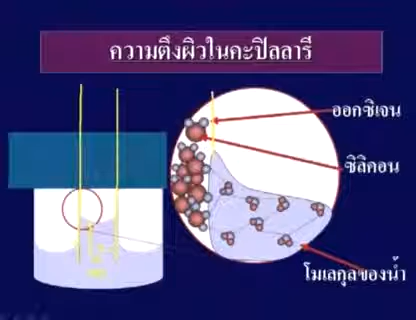 ความตึงผิวในคะปิลลารี
ออกซิเจน
ซิลิคอน
โมเลกุลของน้ำ